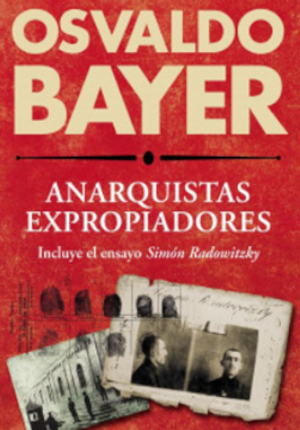 OSVALDO
BAYER
ANARQUISTAS
EXPROPIADORES
Incluye el ensayo Simón Radowitzky